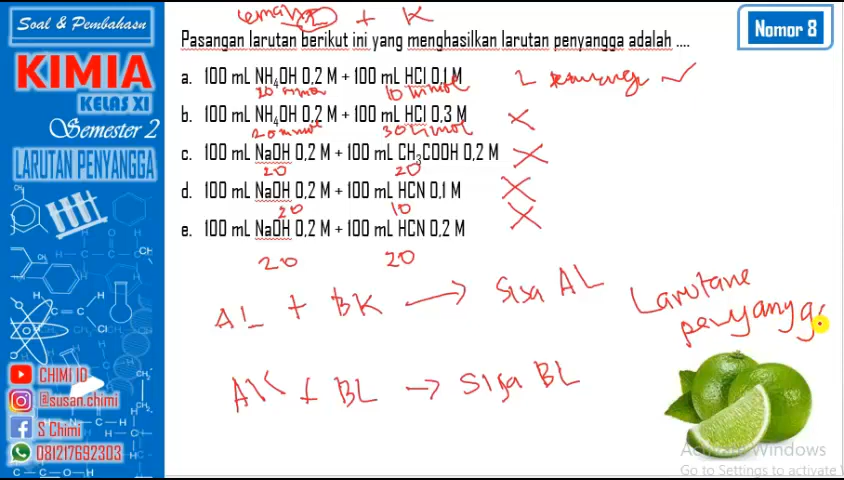 Soal & Pembahasn
KIMIA
KELAS XI
Semester 2
LARUTAN PENYANGGA
Nomor 8
+ K
Pasangan larutan berikut ini yang menghasilkan larutan penyangga adalah ....
a. 100 mL NH₄OH 0,2 M + 100 mL HCl 0,1 M
20 mmol 10 mmol
b. 100 mL NH₄OH 0,2 M + 100 mL HCl 0,3 M
20 mmol 30 mmol
c. 100 mL NaOH 0,2 M + 100 mL CH₃COOH 0,2 M
20 20
d. 100 mL NaOH 0,2 M + 100 mL HCN 0,1 M
20 10
e. 100 mL NaOH 0,2 M + 100 mL HCN 0,2 M
20 20
AL + BK → Sisa AL
Larutane
penyangg
AK + BL → Sisa BL
CHIMI ID
@susan.chimi
S Chimi
081217692303
Activate Windows
Go to Settings to activate W